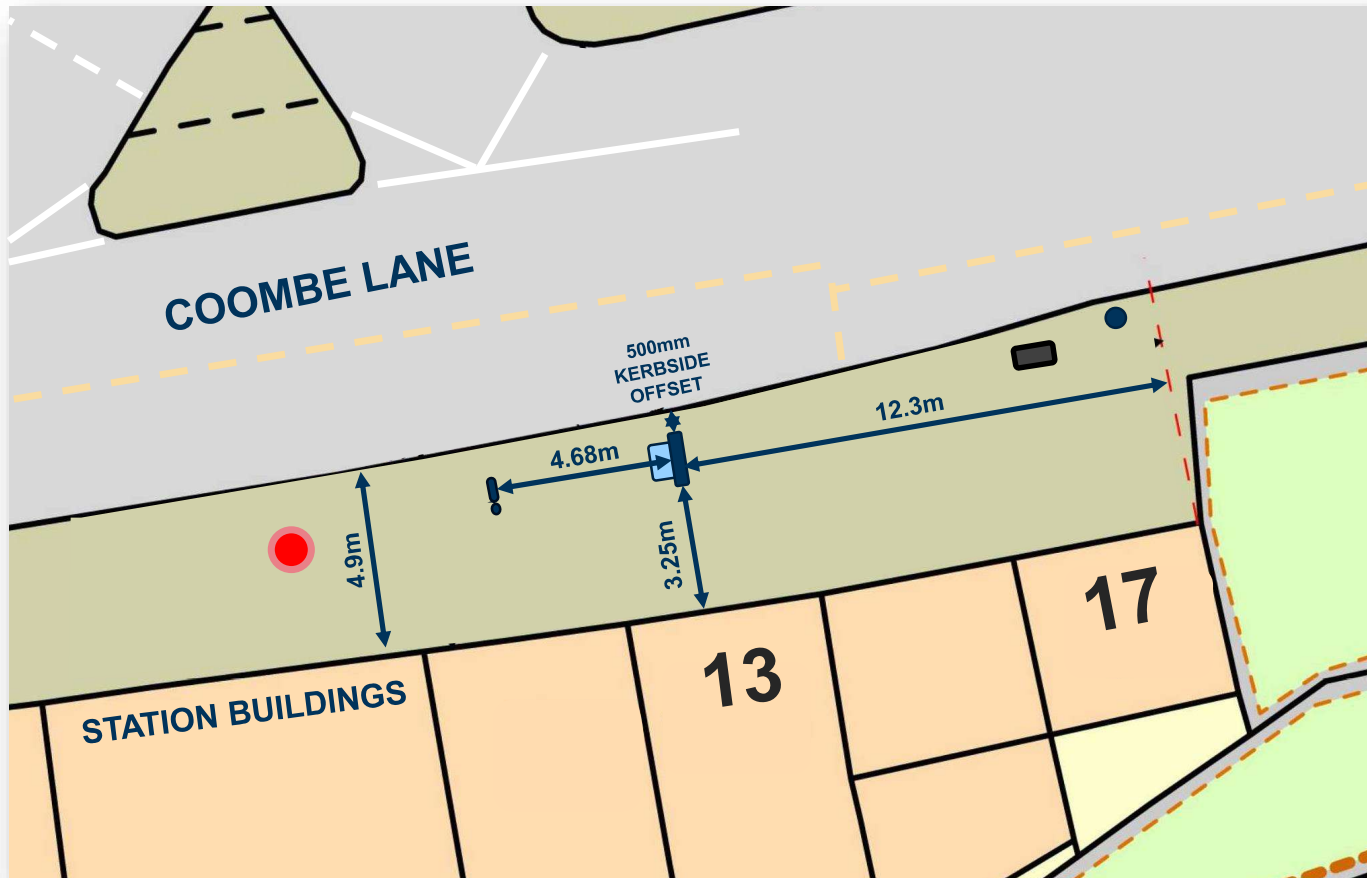 COOMBE LANE
500mm
KERBSIDE
OFFSET
12.3m
4.68m
4.9m
3.25m
17
13
STATION BUILDINGS